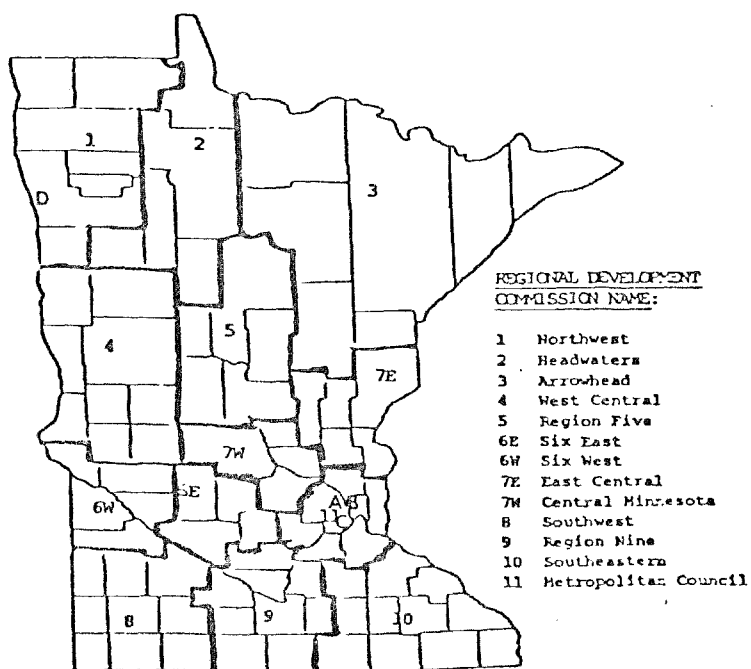 1
2
3
D
4
5
7E
7W
6E
6W
A
B
11
8
9
10
REGIONAL DEVELOPMENT
COMMISSION NAME:
1 Northwest
2 Headwaters
3 Arrowhead
4 West Central
5 Region Five
6E Six East
6W Six West
7E East Central
7W Central Minnesota
8 Southwest
9 Region Nine
10 Southeastern
11 Metropolitan Council